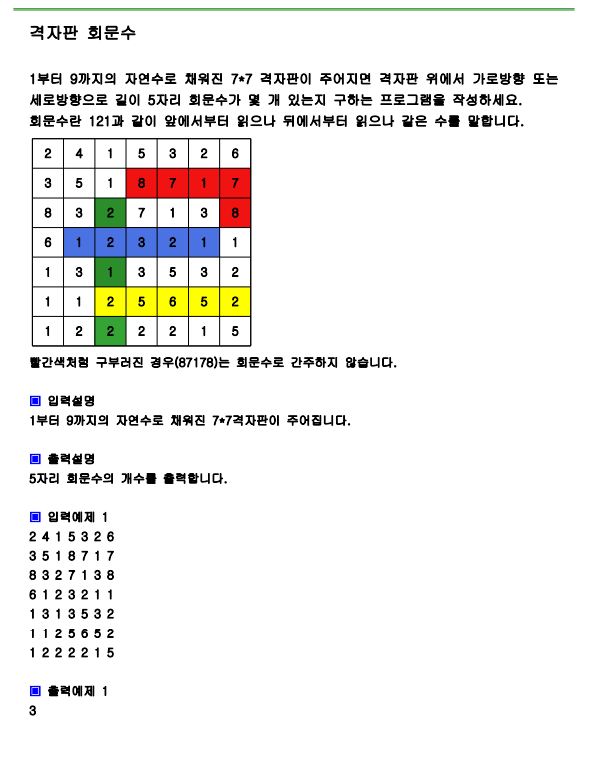 격자판 회문수
1부터 9까지의 자연수로 채워진 7*7 격자판이 주어지면 격자판 위에서 가로방향 또는
세로방향으로 길이 5자리 회문수가 몇 개 있는지 구하는 프로그램을 작성하세요.
회문수란 121과 같이 앞에서부터 읽으나 뒤에서부터 읽으나 같은 수를 말합니다.
2 4 1 5 3 2 6
3 5 1 8 7 1 7
8 3 2 7 1 3 8
6 1 2 3 2 1 1
1 3 1 3 5 3 2
1 1 2 5 6 5 2
1 2 2 2 2 1 5
빨간색처럼 구부러진 경우(87178)는 회문수로 간주하지 않습니다.
▣ 입력설명
1부터 9까지의 자연수로 채워진 7*7격자판이 주어집니다.
▣ 출력설명
5자리 회문수의 개수를 출력합니다.
▣ 입력예제 1
2 4 1 5 3 2 6
3 5 1 8 7 1 7
8 3 2 7 1 3 8
6 1 2 3 2 1 1
1 3 1 3 5 3 2
1 1 2 5 6 5 2
1 2 2 2 2 1 5
▣ 출력예제 1
3